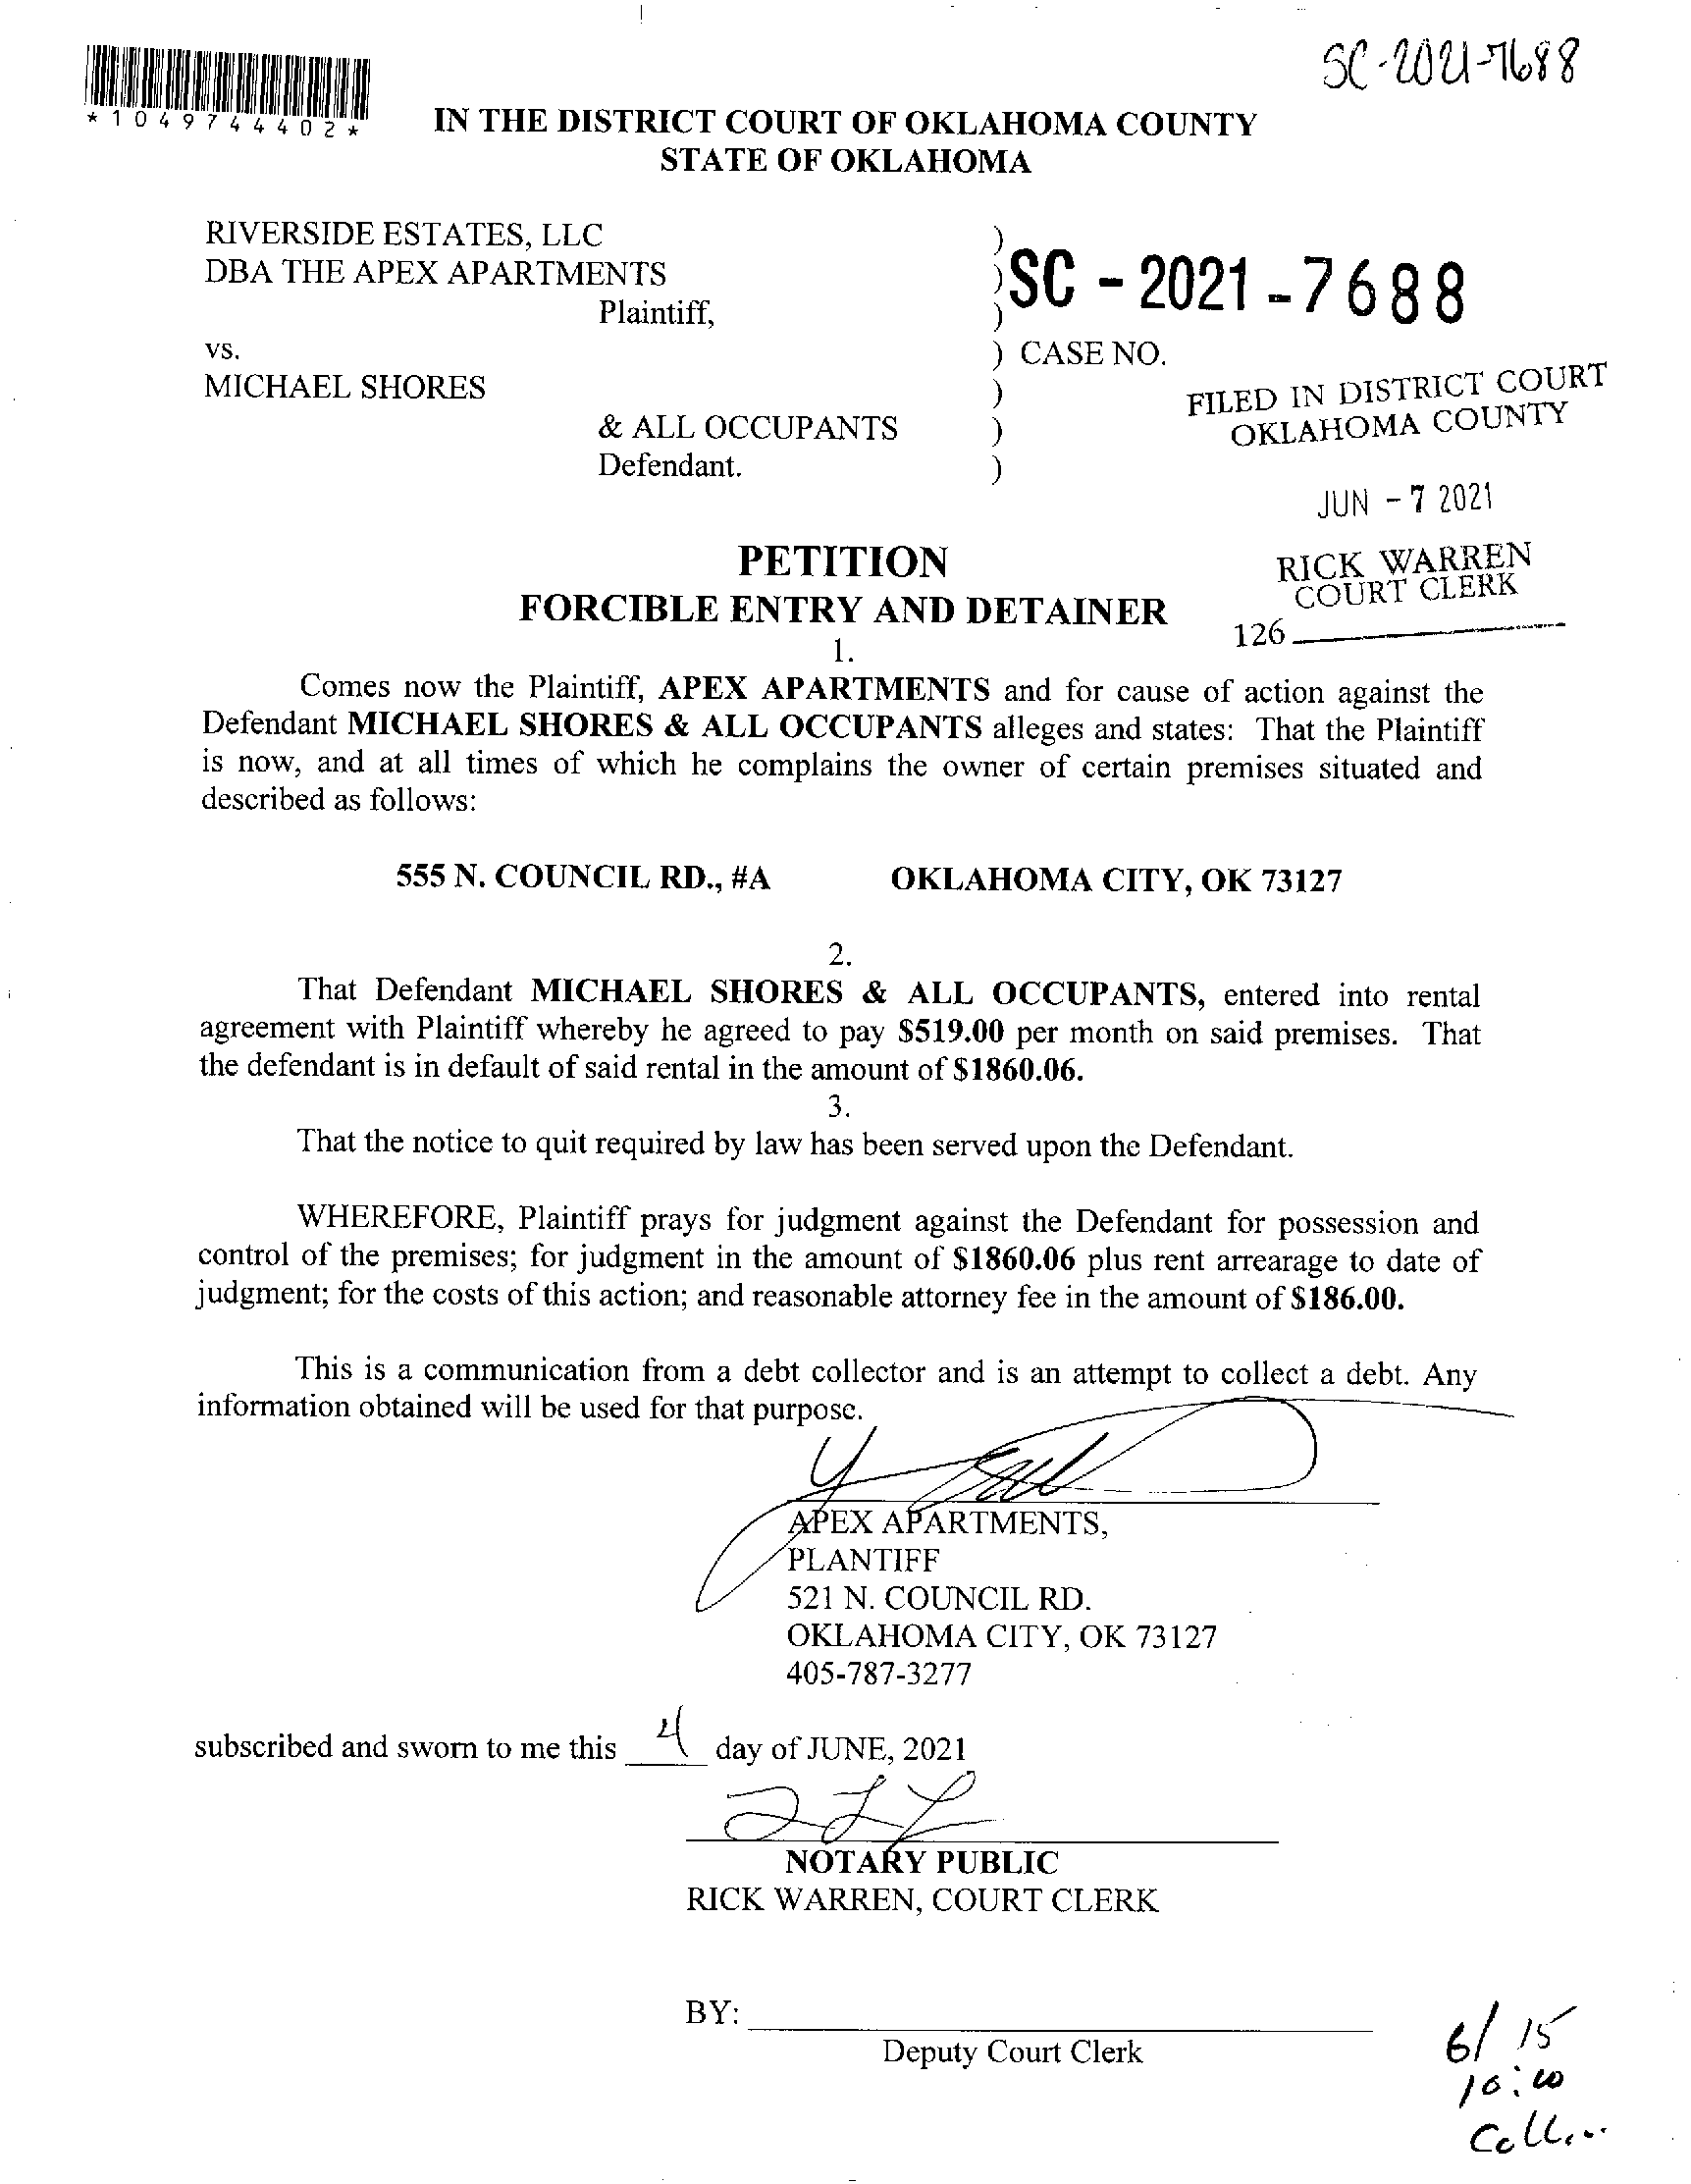 SC-2021-7688
*1049744402*
IN THE DISTRICT COURT OF OKLAHOMA COUNTY
STATE OF OKLAHOMA
RIVERSIDE ESTATES, LLC )
DBA THE APEX APARTMENTS ) SC - 2021 - 7688
Plaintiff, )
vs. ) CASE NO.
MICHAEL SHORES )
& ALL OCCUPANTS )
Defendant. )
FILED IN DISTRICT COURT
OKLAHOMA COUNTY
JUN - 7 2021
RICK WARREN
COURT CLERK
126
PETITION
FORCIBLE ENTRY AND DETAINER
1.
Comes now the Plaintiff, APEX APARTMENTS and for cause of action against the
Defendant MICHAEL SHORES & ALL OCCUPANTS alleges and states: That the Plaintiff
is now, and at all times of which he complains the owner of certain premises situated and
described as follows:
555 N. COUNCIL RD., #A OKLAHOMA CITY, OK 73127
2.
That Defendant MICHAEL SHORES & ALL OCCUPANTS, entered into rental
agreement with Plaintiff whereby he agreed to pay $519.00 per month on said premises. That
the defendant is in default of said rental in the amount of $1860.06.
3.
That the notice to quit required by law has been served upon the Defendant.
WHEREFORE, Plaintiff prays for judgment against the Defendant for possession and
control of the premises; for judgment in the amount of $1860.06 plus rent arrearage to date of
judgment; for the costs of this action; and reasonable attorney fee in the amount of $186.00.
This is a communication from a debt collector and is an attempt to collect a debt. Any
information obtained will be used for that purpose.
APEX APARTMENTS,
PLANTIFF
521 N. COUNCIL RD.
OKLAHOMA CITY, OK 73127
405-787-3277
subscribed and sworn to me this 4 day of JUNE, 2021
NOTARY PUBLIC
RICK WARREN, COURT CLERK
BY:
Deputy Court Clerk
6/15
10:00